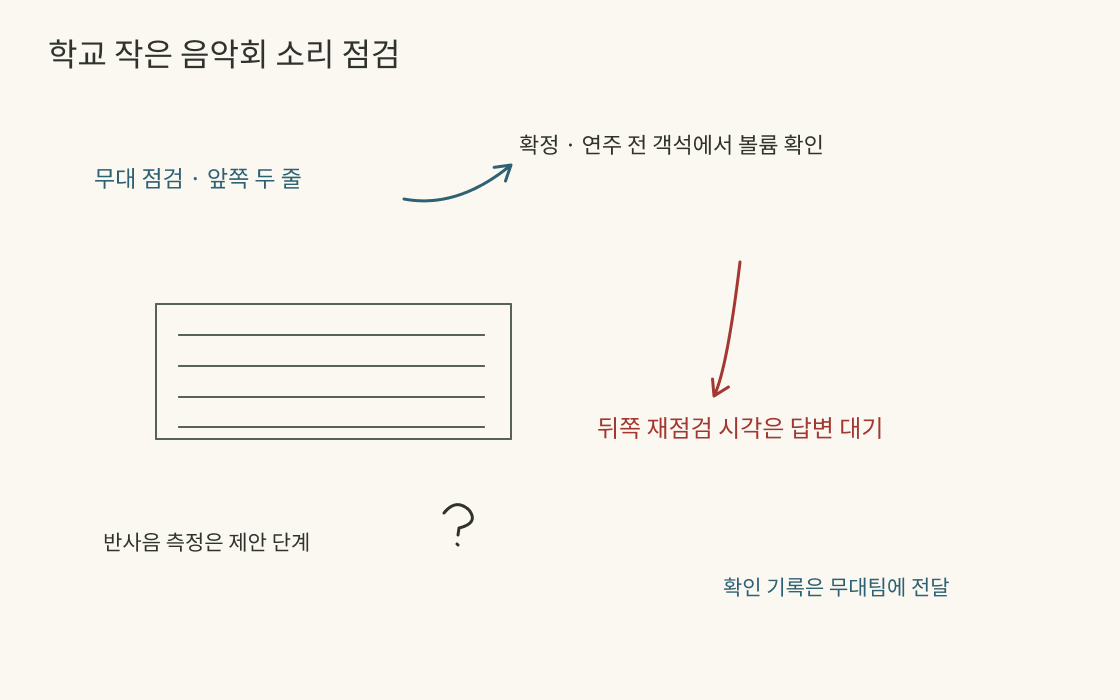 학교 작은 음악회 소리 점검
확정 · 연주 전 객석에서 볼륨 확인
무대 점검 · 앞쪽 두 줄
뒤쪽 재점검 시각은 답변 대기
?
반사음 측정은 제안 단계
확인 기록은 무대팀에 전달